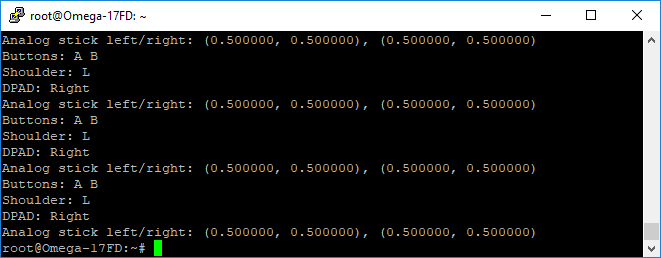 root@Omega-17FD: ~
Analog stick left/right: (0.500000, 0.500000), (0.500000, 0.500000)
Buttons: A B
Shoulder: L
DPAD: Right
Analog stick left/right: (0.500000, 0.500000), (0.500000, 0.500000)
Buttons: A B
Shoulder: L
DPAD: Right
Analog stick left/right: (0.500000, 0.500000), (0.500000, 0.500000)
Buttons: A B
Shoulder: L
DPAD: Right
Analog stick left/right: (0.500000, 0.500000), (0.500000, 0.500000)
root@Omega-17FD:~#